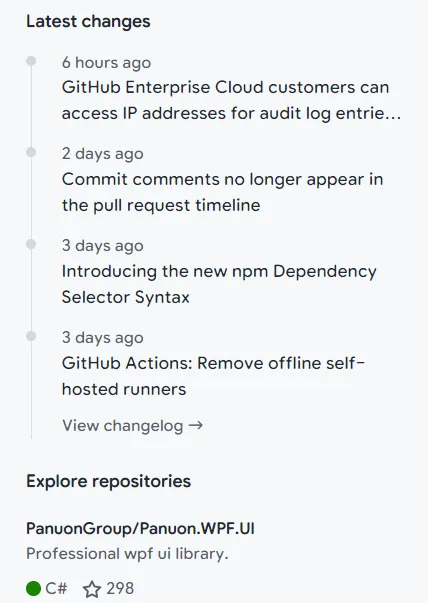 Latest changes
6 hours ago
GitHub Enterprise Cloud customers can
access IP addresses for audit log entrie...
2 days ago
Commit comments no longer appear in
the pull request timeline
3 days ago
Introducing the new npm Dependency
Selector Syntax
3 days ago
GitHub Actions: Remove offline self-
hosted runners
View changelog →
Explore repositories
PanuonGroup/Panuon.WPF.UI
Professional wpf ui library.
C# 298